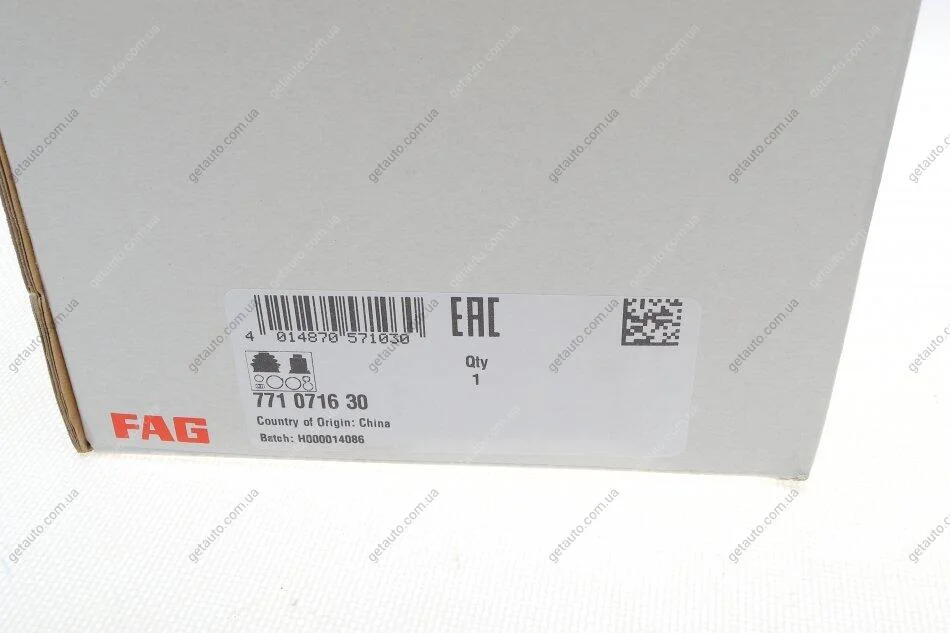 4 014870 571030
EAC
Qty
1
771 0716 30
Country of Origin: China
Batch: H000014086
FAG
getauto.com.ua